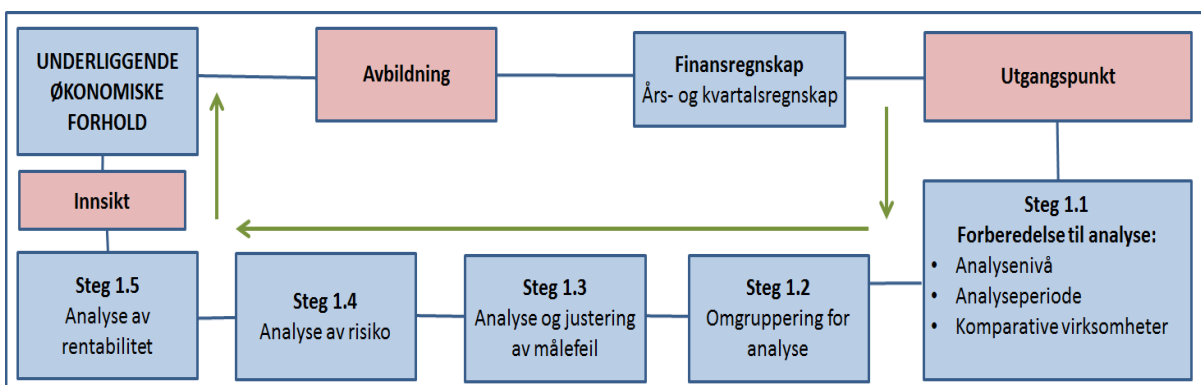 UNDERLIGGENDE
ØKONOMISKE
FORHOLD
Avbildning
Finansregnskap
Års- og kvartalsregnskap
Utgangspunkt
Innsikt
Steg 1.5
Analyse av
rentabilitet
Steg 1.4
Analyse av risiko
Steg 1.3
Analyse og justering
av målefeil
Steg 1.2
Omgruppering for
analyse
Steg 1.1
Forberedelse til analyse:
• Analysenivå
• Analyseperiode
• Komparative virksomheter